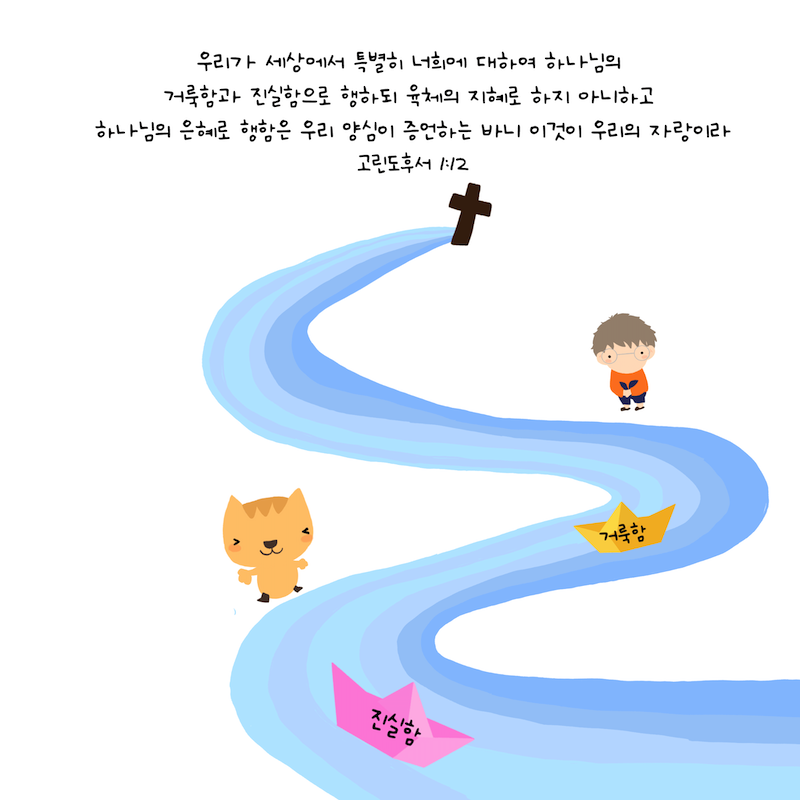 우리가 세상에서 특별히 너희에 대하여 하나님의
거룩함과 진실함으로 행하되 육체의 지혜로 하지 아니하고
하나님의 은혜로 행함은 우리 양심이 증언하는 바니 이것이 우리의 자랑이라
고린도후서 1:12
거룩함
진실함